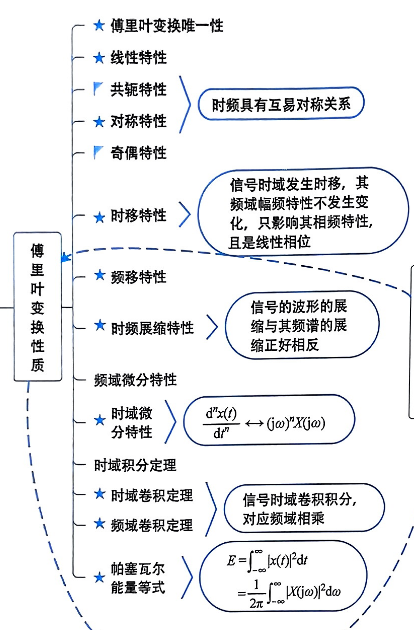 傅里叶变换性质
傅里叶变换唯一性
线性特性
共轭特性
对称特性
时频具有互易对称关系
奇偶特性
时移特性
信号时域发生时移，其
频域幅频特性不发生变
化，只影响其相频特性，
且是线性相位
频移特性
时频展缩特性
信号的波形的展
缩与其频谱的展
缩正好相反
频域微分特性
时域微
分特性
dⁿx(t)/dtⁿ ↔ (jω)ⁿX(jω)
时域积分定理
时域卷积定理
频域卷积定理
信号时域卷积积分，
对应频域相乘
帕塞瓦尔
能量等式
E=∫_{-∞}^{∞}|x(t)|²dt
=1/2π ∫_{-∞}^{∞}|X(jω)|²dω